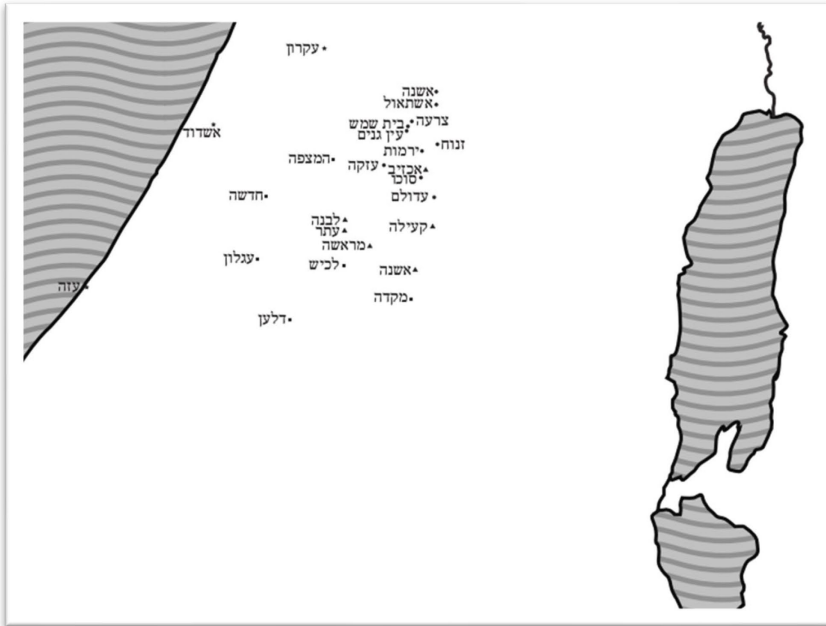 עקרון
אשנה
אשתאול
צרעה
בית שמש
אשדוד
עין גנים
זנוח
ירמות
המצפה
עזקה
אכזיב
סוכו
חדשה
עדולם
לבנה
קעילה
עתר
מראשה
עגלון
לכיש
אשנה
עזה
מקדה
דלען